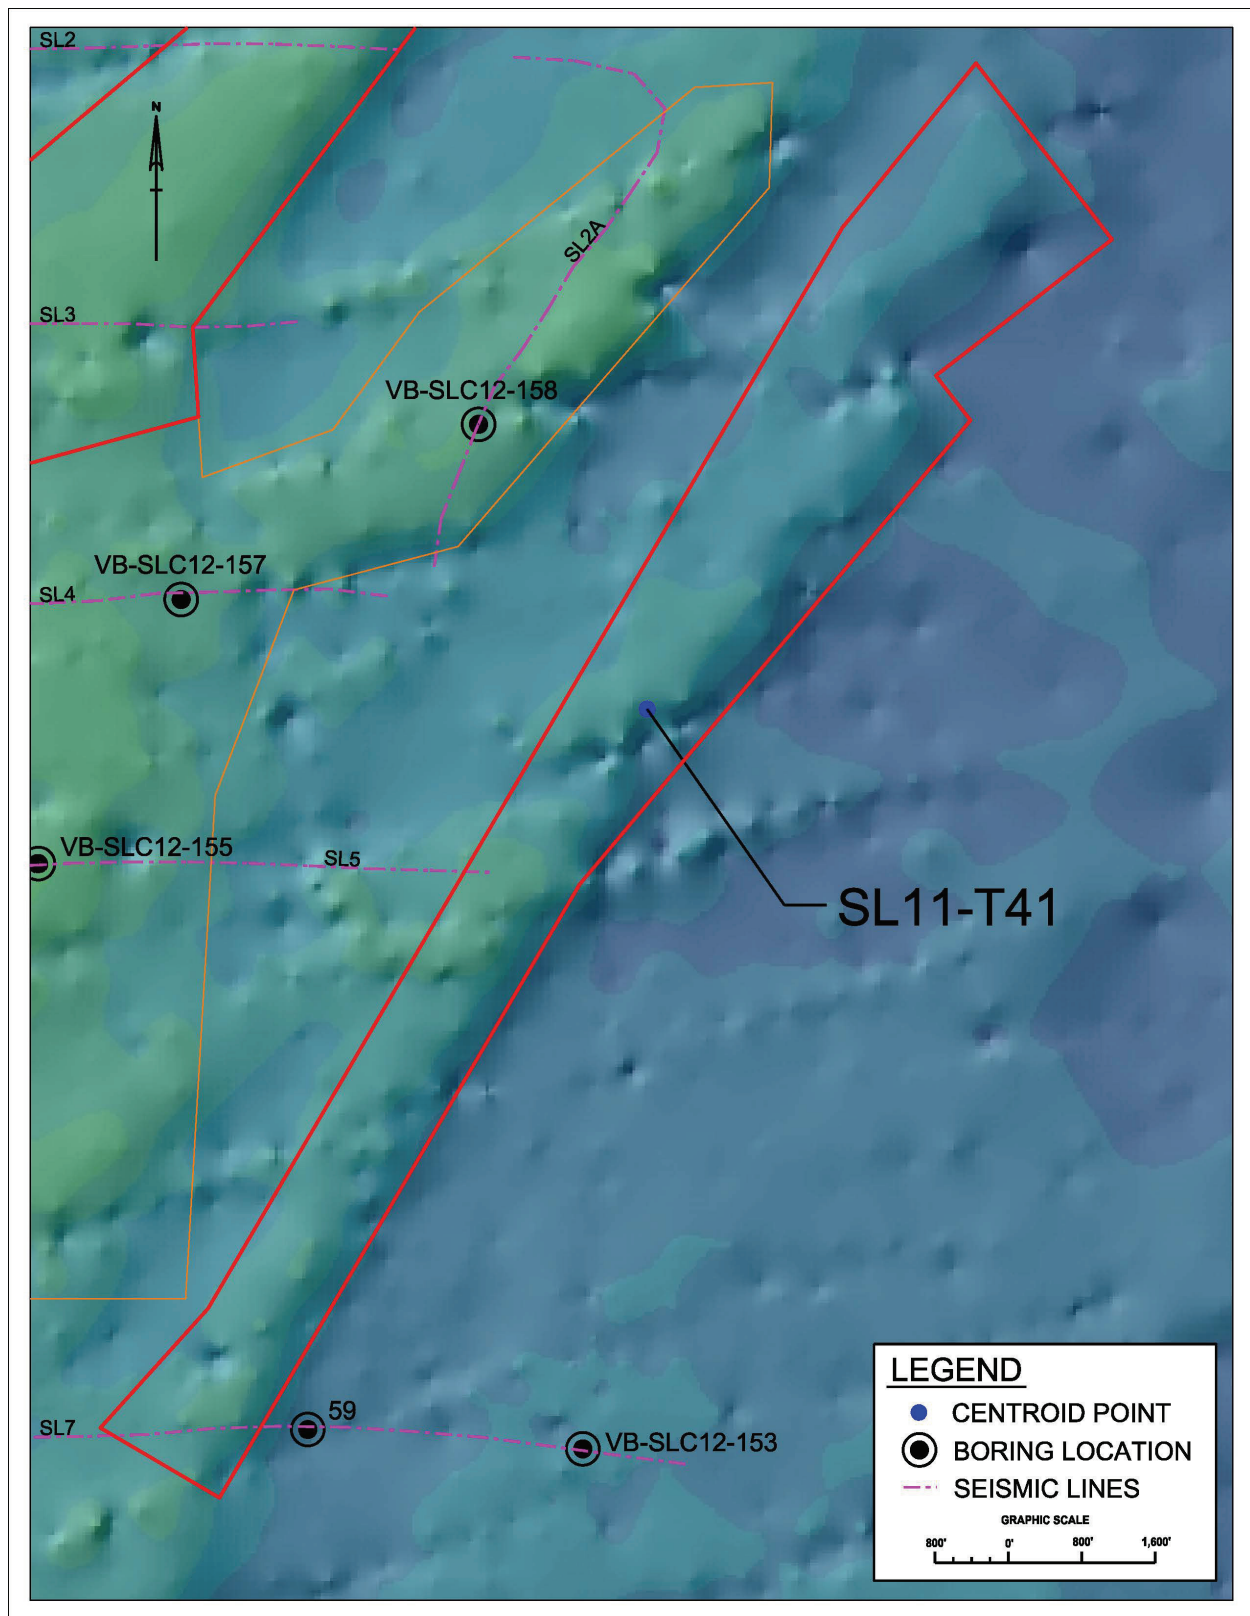 SL2
N
SL2A
SL3
VB-SLC12-158
VB-SLC12-157
SL4
VB-SLC12-155
SL5
SL11-T41
59
SL7
VB-SLC12-153
LEGEND
CENTROID POINT
BORING LOCATION
SEISMIC LINES
GRAPHIC SCALE
800' 0' 800' 1,600'